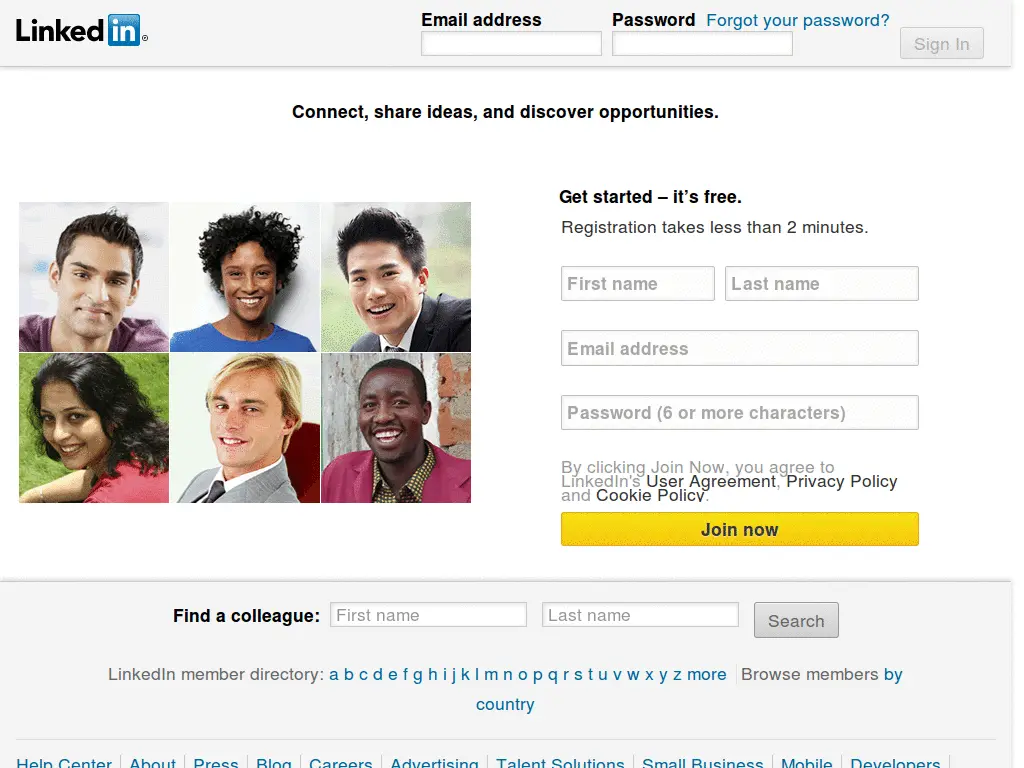 Linked in ®
Email address
Password Forgot your password?
Sign In
Connect, share ideas, and discover opportunities.
Get started – it’s free.
Registration takes less than 2 minutes.
First name
Last name
Email address
Password (6 or more characters)
By clicking Join Now, you agree to
LinkedIn's User Agreement, Privacy Policy
and Cookie Policy.
Join now
Find a colleague: First name Last name Search
LinkedIn member directory: a b c d e f g h i j k l m n o p q r s t u v w x y z more Browse members by
country
Help Center About Press Blog Careers Advertising Talent Solutions Small Business Mobile Developers